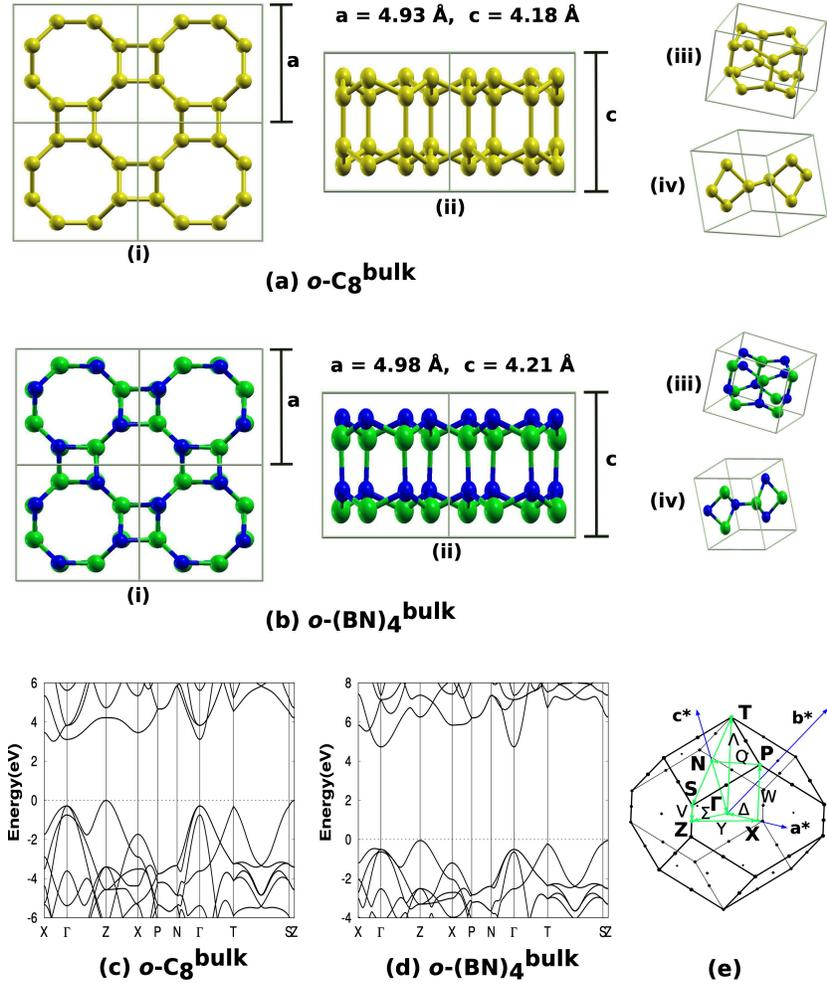 a = 4.93 Å, c = 4.18 Å
a
c
(i)
(ii)
(iii)
(iv)
(a) o-C8bulk
a = 4.98 Å, c = 4.21 Å
a
c
(i)
(ii)
(iii)
(iv)
(b) o-(BN)4bulk
Energy(eV)
6
4
2
0
-2
-4
-6
X Γ Z X P N Γ T SZ
(c) o-C8bulk
Energy(eV)
8
6
4
2
0
-2
-4
X Γ Z X P N Γ T SZ
(d) o-(BN)4bulk
c* T b*
Λ
N Q P
S Γ W
V Σ Δ
Z Y X a*
(e)